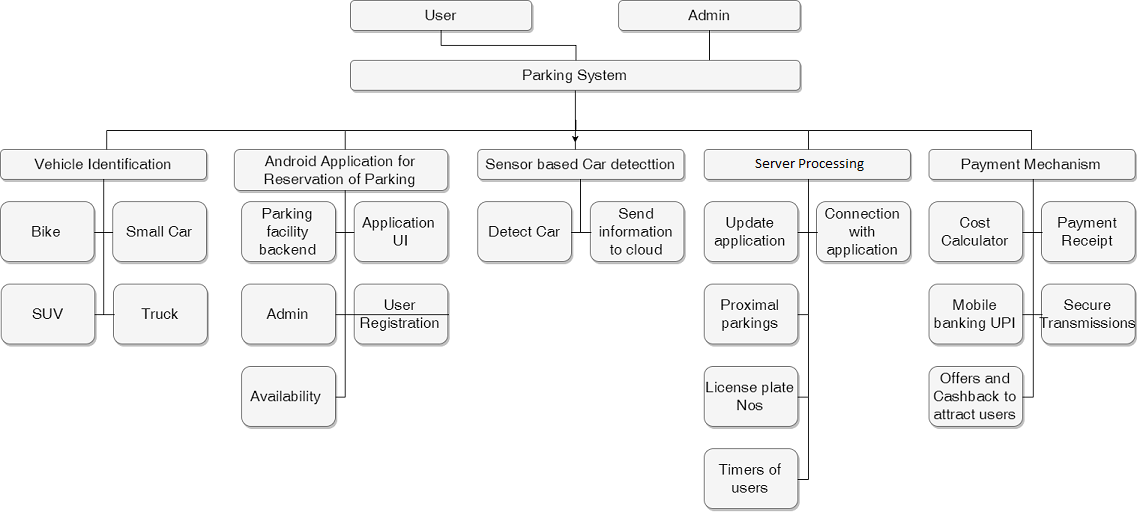 User
Admin
Parking System
Vehicle Identification
Android Application for
Reservation of Parking
Sensor based Car detecttion
Server Processing
Payment Mechanism
Bike
Small Car
SUV
Truck
Parking
facility
backend
Application
UI
Admin
User
Registration
Availability
Detect Car
Send
information
to cloud
Update
application
Connection
with
application
Proximal
parkings
License plate
Nos
Timers of
users
Cost
Calculator
Payment
Receipt
Mobile
banking UPI
Secure
Transmissions
Offers and
Cashback to
attract users